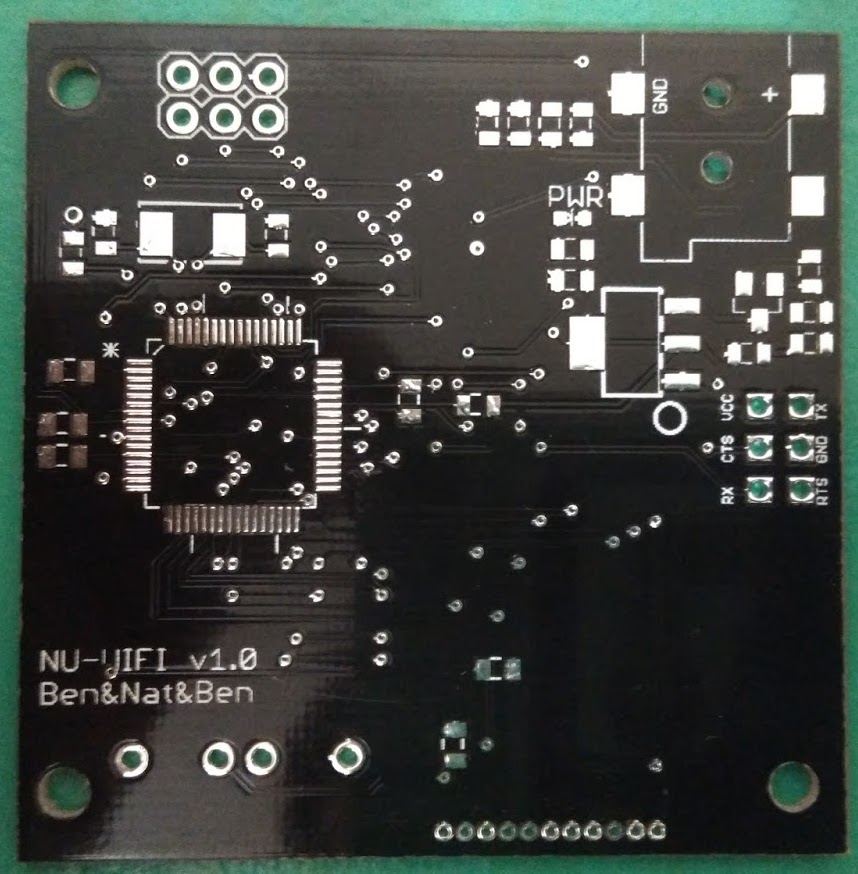 GND
+
PWR
VCC
TX
CTS
GND
RX
RTS
NU-WIFI v1.0
Ben&Nat&Ben